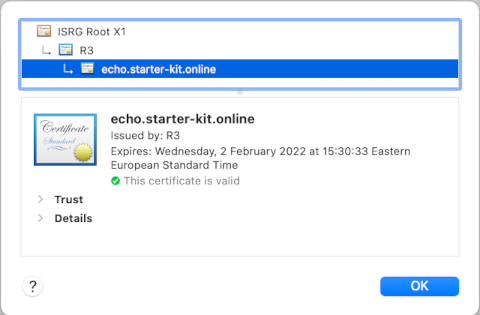 ISRG Root X1
R3
echo.starter-kit.online
Certificate
Standard
echo.starter-kit.online
Issued by: R3
Expires: Wednesday, 2 February 2022 at 15:30:33 Eastern
European Standard Time
This certificate is valid
Trust
Details
?
OK